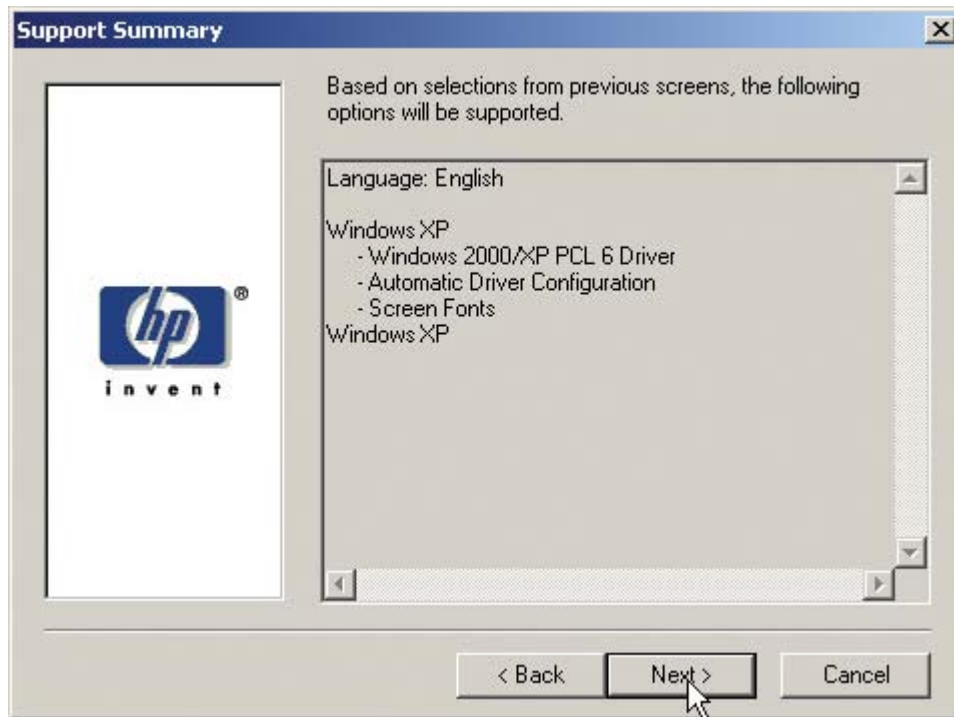 Support Summary
Based on selections from previous screens, the following
options will be supported.
Language: English
Windows XP
- Windows 2000/XP PCL 6 Driver
- Automatic Driver Configuration
- Screen Fonts
Windows XP
hp
®
invent
< Back
Next >
Cancel